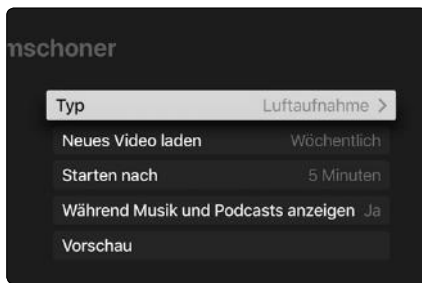 mschoner
Typ Luftaufnahme >
Neues Video laden Wöchentlich
Starten nach 5 Minuten
Während Musik und Podcasts anzeigen Ja
Vorschau